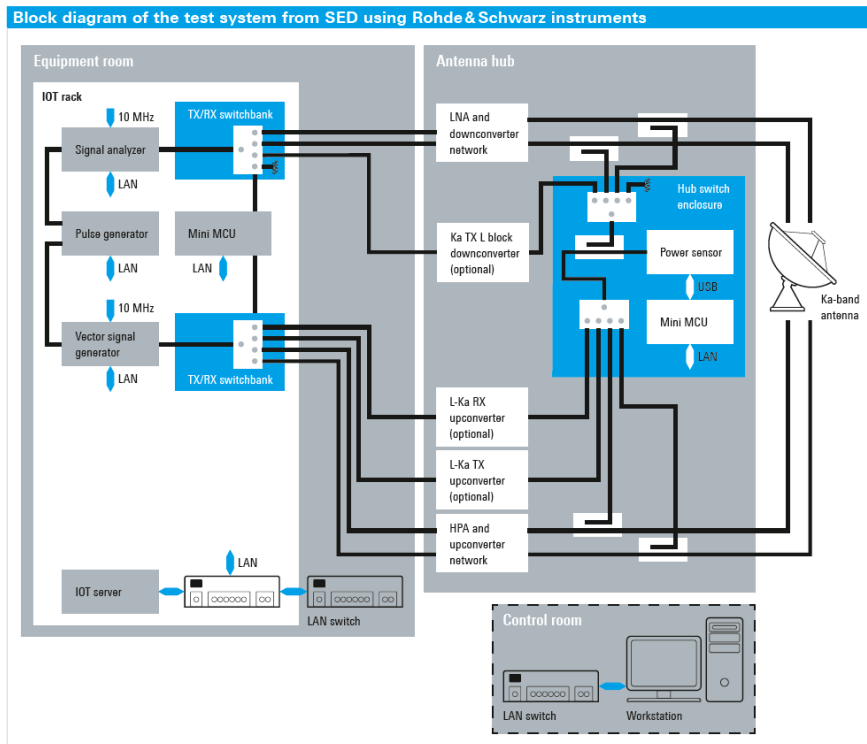 Block diagram of the test system from SED using Rohde & Schwarz instruments
Equipment room
IOT rack
10 MHz
TX/RX switchbank
Signal analyzer
LAN
Pulse generator
Mini MCU
LAN
LAN
10 MHz
Vector signal
generator
LAN
TX/RX switchbank
LAN
IOT server
LAN switch
Antenna hub
LNA and
downconverter
network
Hub switch
enclosure
Ka TX L block
downconverter
(optional)
Power sensor
USB
Mini MCU
LAN
Ka-band
antenna
L-Ka RX
upconverter
(optional)
L-Ka TX
upconverter
(optional)
HPA and
upconverter
network
Control room
LAN switch
Workstation